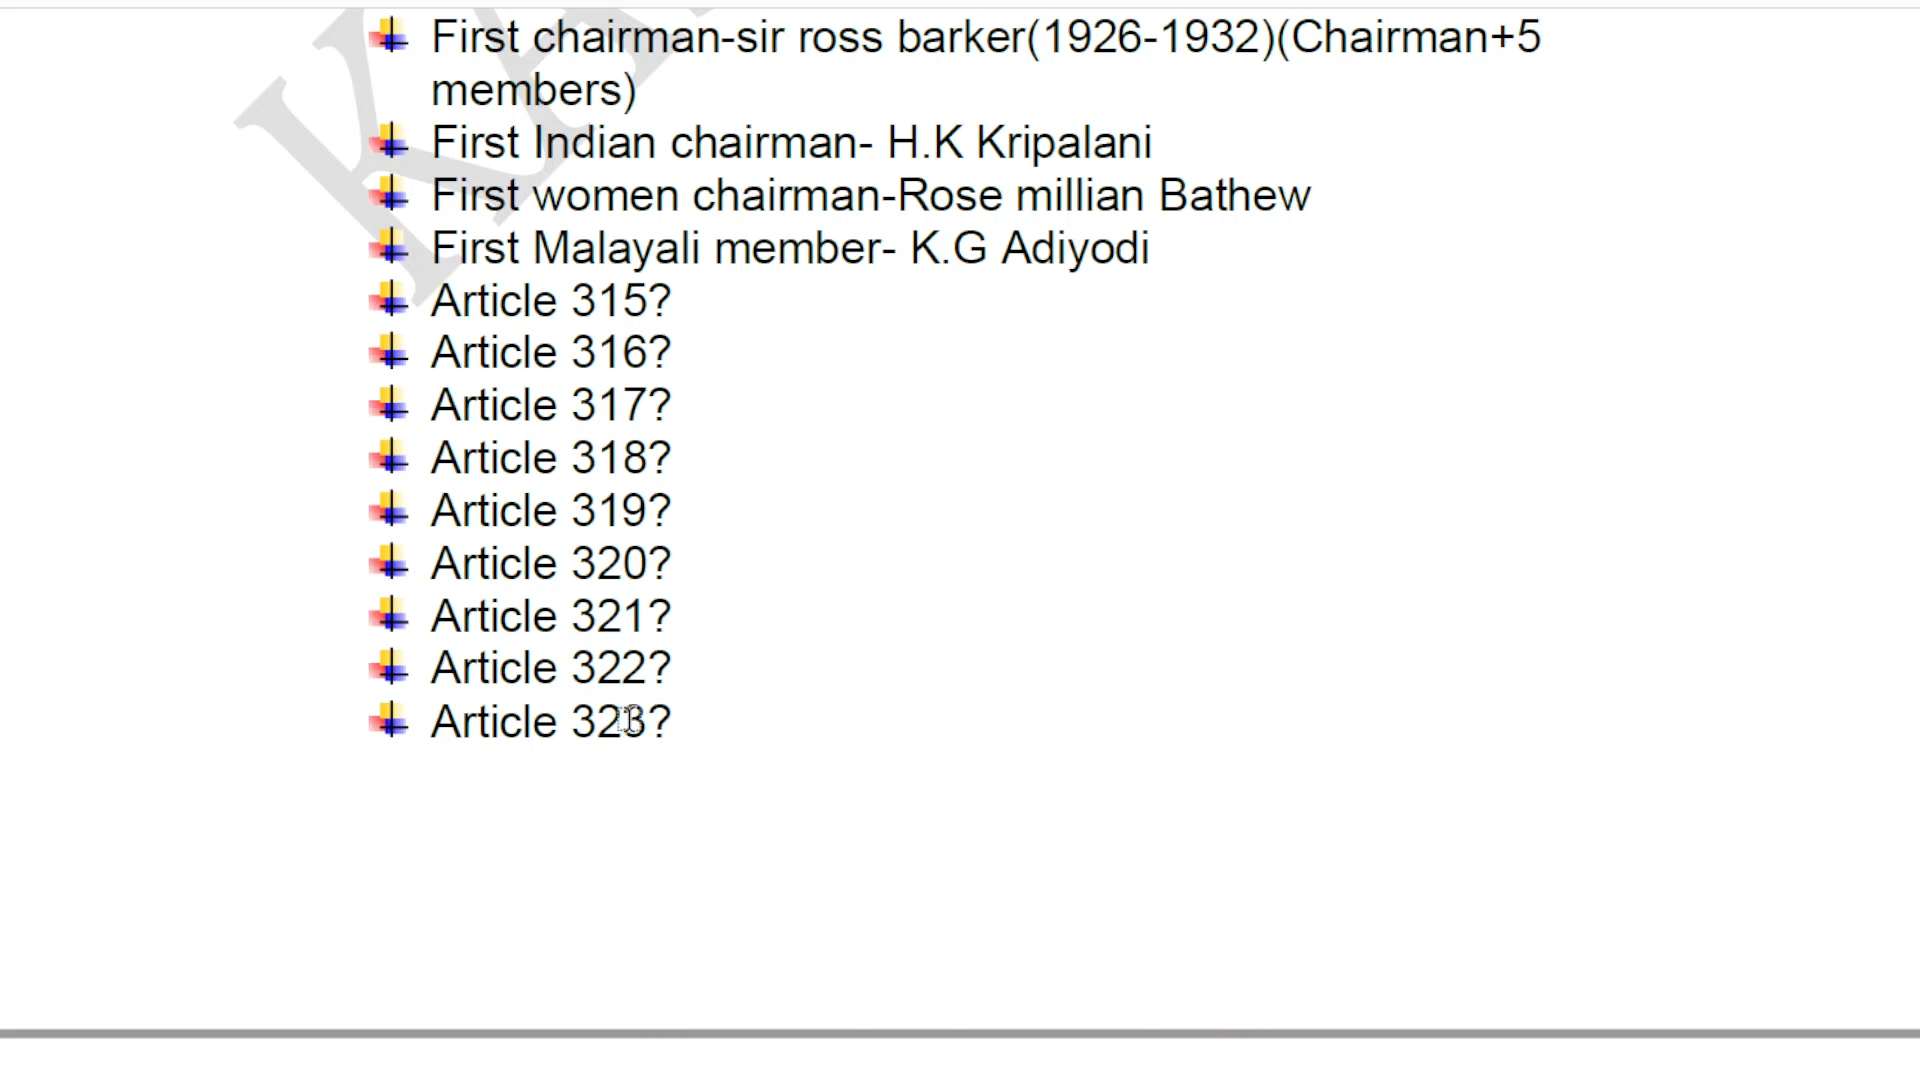 First chairman-sir ross barker(1926-1932)(Chairman+5
members)
First Indian chairman- H.K Kripalani
First women chairman-Rose millian Bathew
First Malayali member- K.G Adiyodi
Article 315?
Article 316?
Article 317?
Article 318?
Article 319?
Article 320?
Article 321?
Article 322?
Article 323?